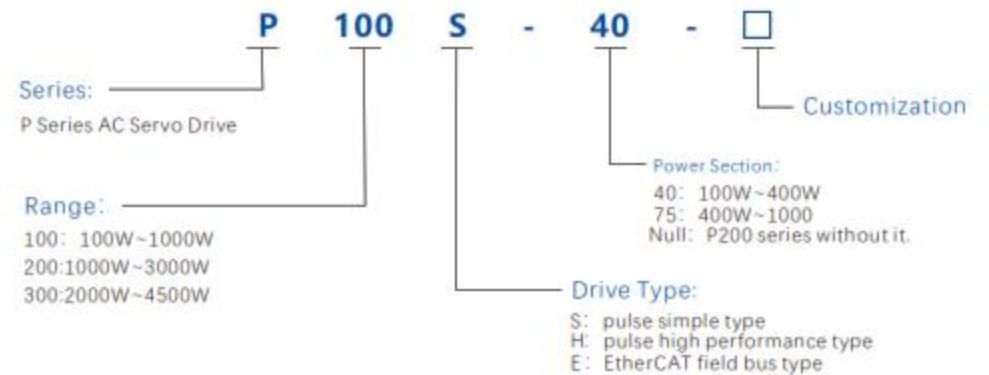 P 100 S - 40 - □
Series:
P Series AC Servo Drive
Customization
Power Section:
40: 100W~400W
75: 400W~1000
Null: P200 series without it.
Range:
100: 100W~1000W
200:1000W~3000W
300:2000W~4500W
Drive Type:
S: pulse simple type
H: pulse high performance type
E: EtherCAT field bus type